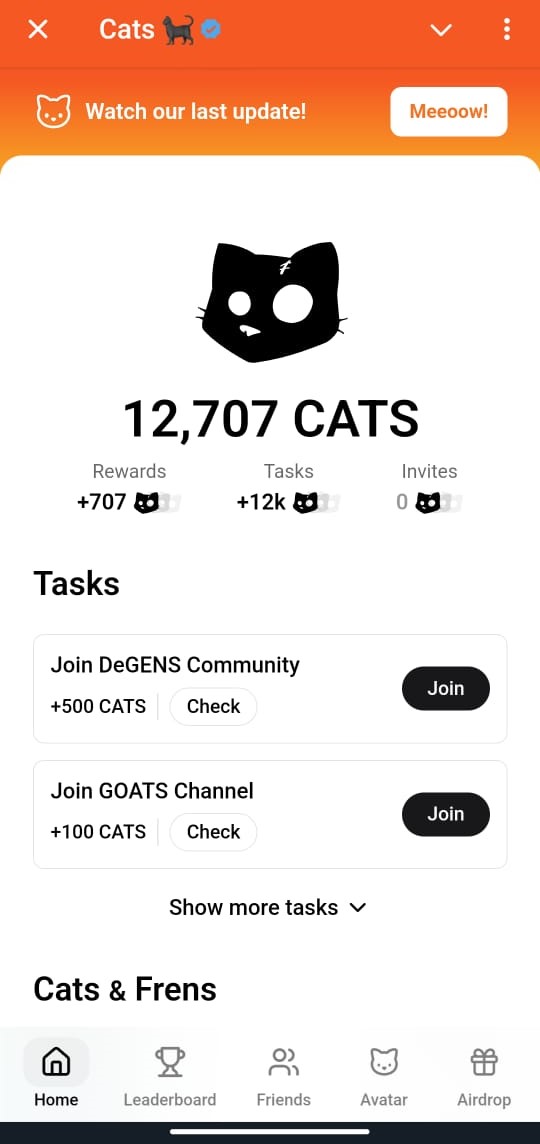 Cats 🐈‍⬛
Watch our last update!
Meeoow!
12,707 CATS
Rewards
Tasks
Invites
+707
+12k
0
Tasks
Join DeGENS Community
+500 CATS
Check
Join
Join GOATS Channel
+100 CATS
Check
Join
Show more tasks
Cats & Frens
Home
Leaderboard
Friends
Avatar
Airdrop